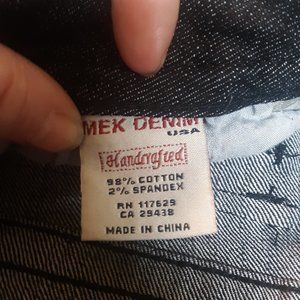 MEK DENIM
USA
Handcrafted
98% COTTON
2% SPANDEX
RN 117629
CA 29438
MADE IN CHINA